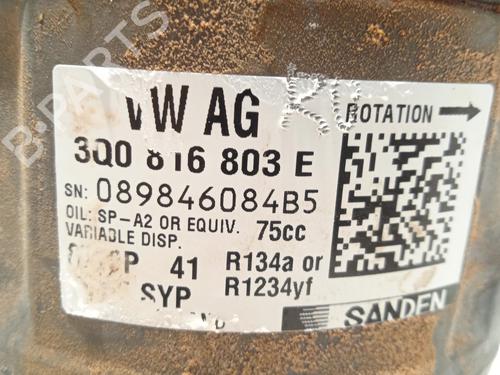 B-PARTS
VW AG
ROTATION
3Q0 816 803 E
SN: 089846084B5
OIL: SP-A2 OR EQUIV. 75cc
VARIABLE DISP.
41 R134a or
SYP R1234yf
SANDEN